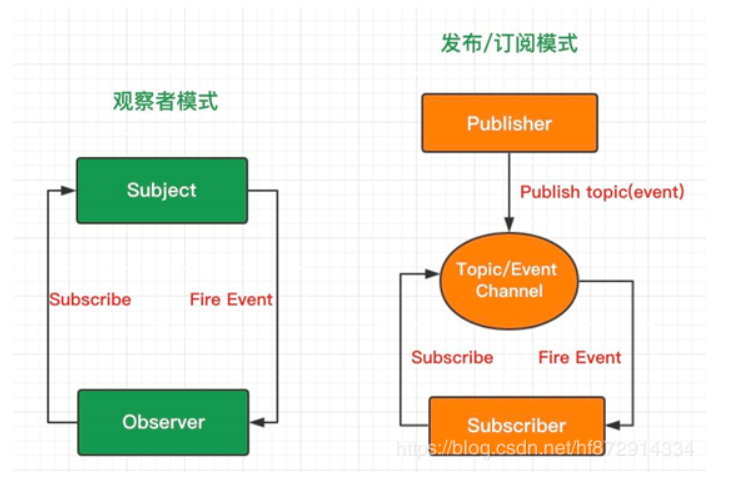 观察者模式
Subject
Subscribe
Fire Event
Observer
发布/订阅模式
Publisher
Publish topic(event)
Topic/Event
Channel
Subscribe
Fire Event
Subscriber
https://blog.csdn.net/hf872914334